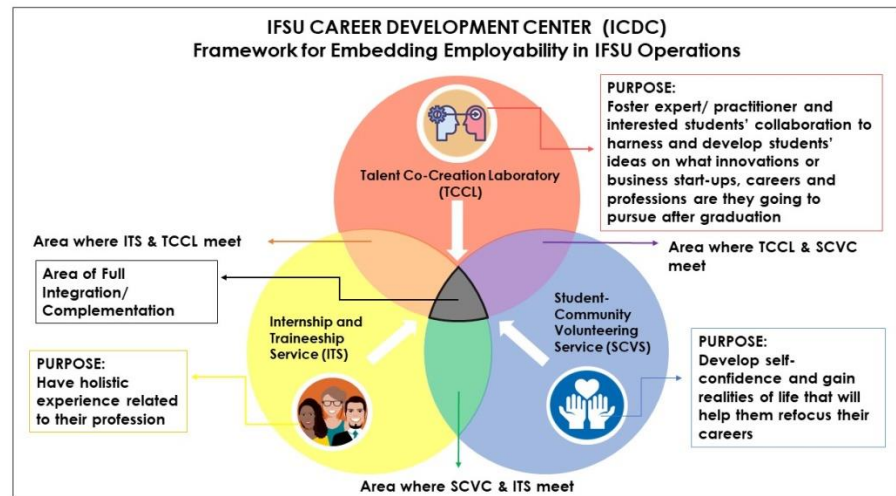 IFSU CAREER DEVELOPMENT CENTER (ICDC)
Framework for Embedding Employability in IFSU Operations
PURPOSE:
Foster expert/ practitioner and
interested students' collaboration to
harness and develop students'
ideas on what innovations or
business start-ups, careers and
professions are they going to
pursue after graduation
Talent Co-Creation Laboratory
(TCCL)
Area where ITS & TCCL meet
Area where TCCL & SCVC
meet
Area of Full
Integration/
Complementation
Internship and
Traineeship
Service (ITS)
Student-
Community
Volunteering
Service (SCVS)
PURPOSE:
Have holistic
experience related
to their profession
PURPOSE:
Develop self-
confidence and gain
realities of life that will
help them refocus their
careers
Area where SCVC & ITS meet